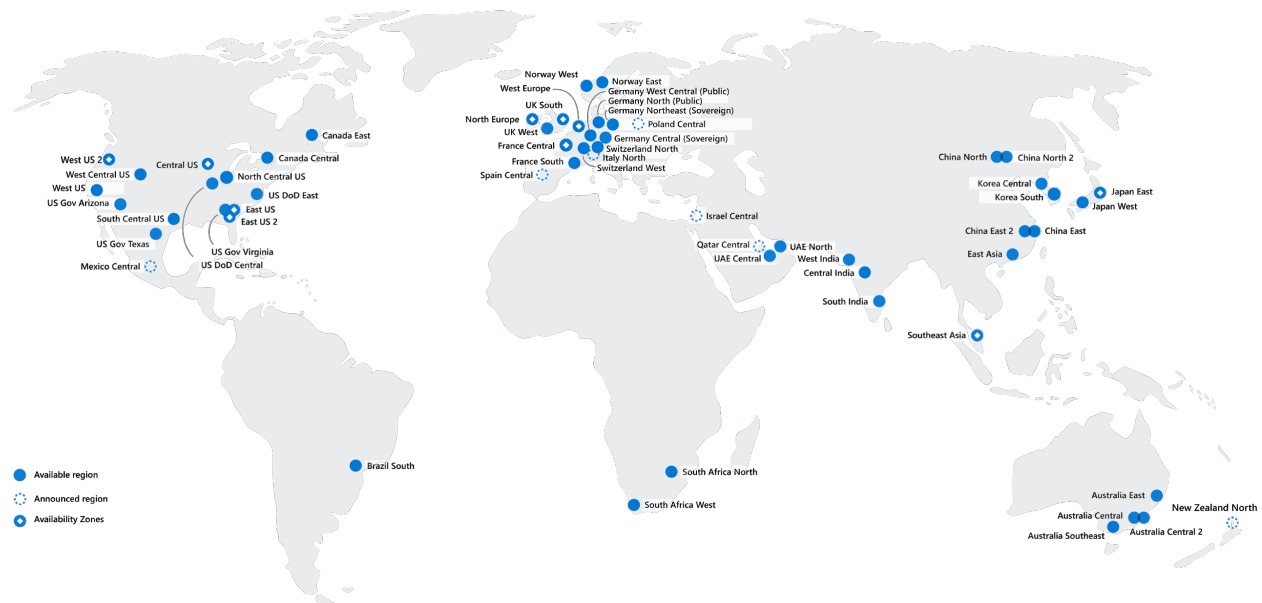 Norway West
Norway East
West Europe
Germany West Central (Public)
Germany North (Public)
UK South
Germany Northeast (Sovereign)
North Europe
Poland Central
UK West
Canada East
Germany Central (Sovereign)
France Central
Switzerland North
West US 2
Central US
Canada Central
Italy North
China North
China North 2
France South
Switzerland West
West Central US
North Central US
Spain Central
Korea Central
West US
US DoD East
Korea South
Japan East
US Gov Arizona
Japan West
East US
South Central US
East US 2
Israel Central
China East 2
China East
US Gov Texas
Qatar Central
UAE North
US Gov Virginia
UAE Central
West India
East Asia
Mexico Central
US DoD Central
Central India
South India
Southeast Asia
Brazil South
South Africa North
Available region
Announced region
South Africa West
Australia East
New Zealand North
Availability Zones
Australia Central
Australia Southeast
Australia Central 2